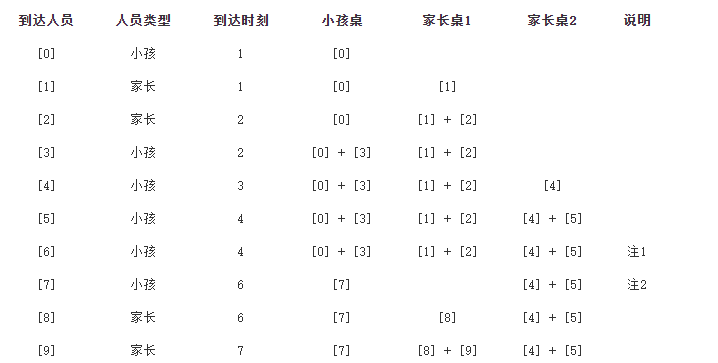 到达人员 人员类型 到达时刻 小孩桌 家长桌1 家长桌2 说明
[0] 小孩 1 [0]
[1] 家长 1 [0] [1]
[2] 家长 2 [0] [1] + [2]
[3] 小孩 2 [0] + [3] [1] + [2]
[4] 小孩 3 [0] + [3] [1] + [2] [4]
[5] 小孩 4 [0] + [3] [1] + [2] [4] + [5]
[6] 小孩 4 [0] + [3] [1] + [2] [4] + [5] 注1
[7] 小孩 6 [7] [4] + [5] 注2
[8] 家长 6 [7] [8] [4] + [5]
[9] 家长 7 [7] [8] + [9] [4] + [5]